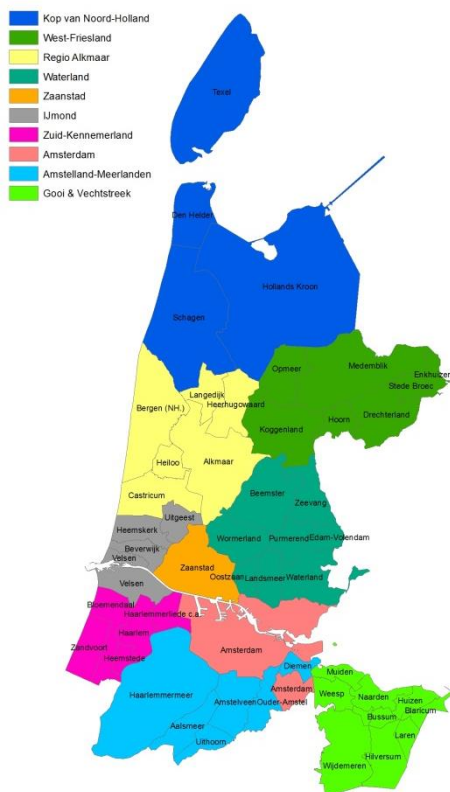 Kop van Noord-Holland
West-Friesland
Regio Alkmaar
Waterland
Zaanstad
IJmond
Zuid-Kennemerland
Amsterdam
Amstelland-Meerlanden
Gooi & Vechtstreek
Texel
Den Helder
Hollands Kroon
Schagen
Opmeer
Medemblik
Enkhuizen
Stede Broec
Drechterland
Hoorn
Koggenland
Langedijk
Heerhugowaard
Bergen (NH.)
Heiloo
Alkmaar
Castricum
Beemster
Zeevang
Uitgeest
Heemskerk
Beverwijk
Velsen
Wormerland
Purmerend
Edam-Volendam
Zaanstad
Oostzaan
Landsmeer
Waterland
Velsen
Bloemendaal
Haarlemmerliede c.a.
Haarlem
Zandvoort
Heemstede
Amsterdam
Diemen
Haarlemmermeer
Amstelveen
Amsterdam
Ouder-Amstel
Aalsmeer
Uithoorn
Muiden
Weesp
Naarden
Huizen
Blaricum
Bussum
Laren
Hilversum
Wijdemeren